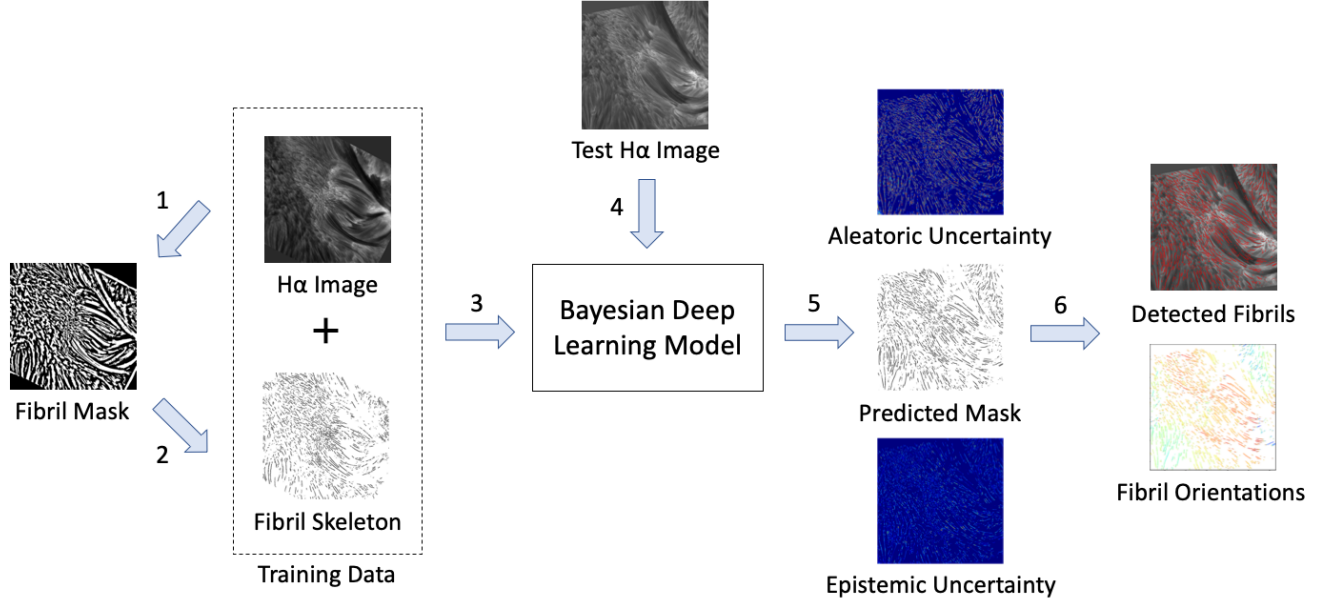 1
Hα Image
+
Fibril Skeleton
Training Data
Fibril Mask
2
3
Test Hα Image
4
Bayesian Deep
Learning Model
5
Aleatoric Uncertainty
Predicted Mask
Epistemic Uncertainty
6
Detected Fibrils
Fibril Orientations